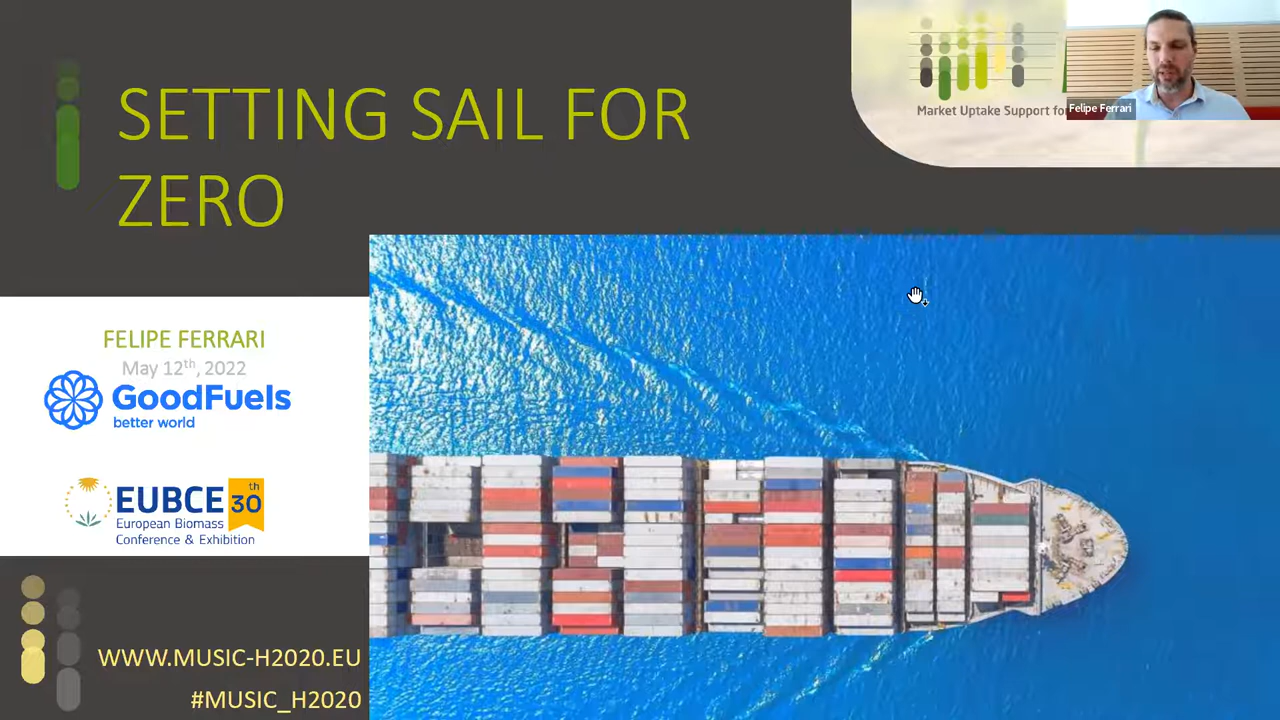 SETTING SAIL FOR
ZERO
Market Uptake Support for
Felipe Ferrari
FELIPE FERRARI
May 12th, 2022
GoodFuels
better world
EUBCE 30th
European Biomass
Conference & Exhibition
WWW.MUSIC-H2020.EU
#MUSIC_H2020